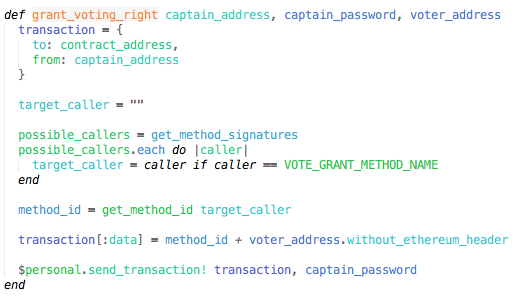 def grant_voting_right captain_address, captain_password, voter_address
  transaction = {
    to: contract_address,
    from: captain_address
  }

  target_caller = ""

  possible_callers = get_method_signatures
  possible_callers.each do |caller|
    target_caller = caller if caller == VOTE_GRANT_METHOD_NAME
  end

  method_id = get_method_id target_caller

  transaction[:data] = method_id + voter_address.without_ethereum_header

  $personal.send_transaction! transaction, captain_password
end